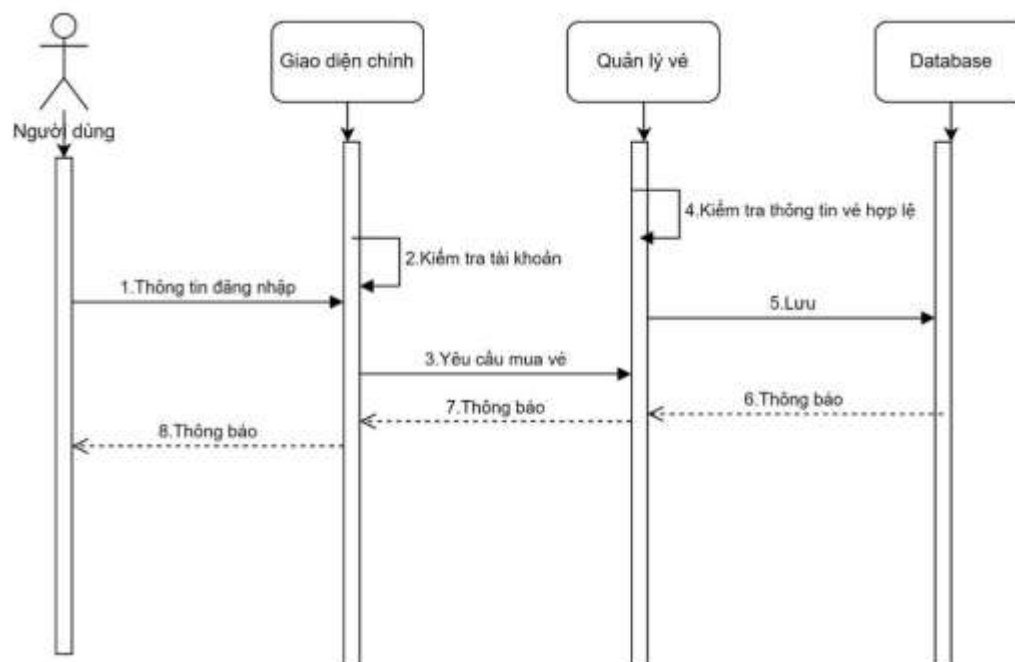 Giao diện chính
Quản lý vé
Database
Người dùng
4.Kiểm tra thông tin vé hợp lệ
2.Kiểm tra tài khoản
1.Thông tin đăng nhập
5.Lưu
3.Yêu cầu mua vé
7.Thông báo
6.Thông báo
8.Thông báo